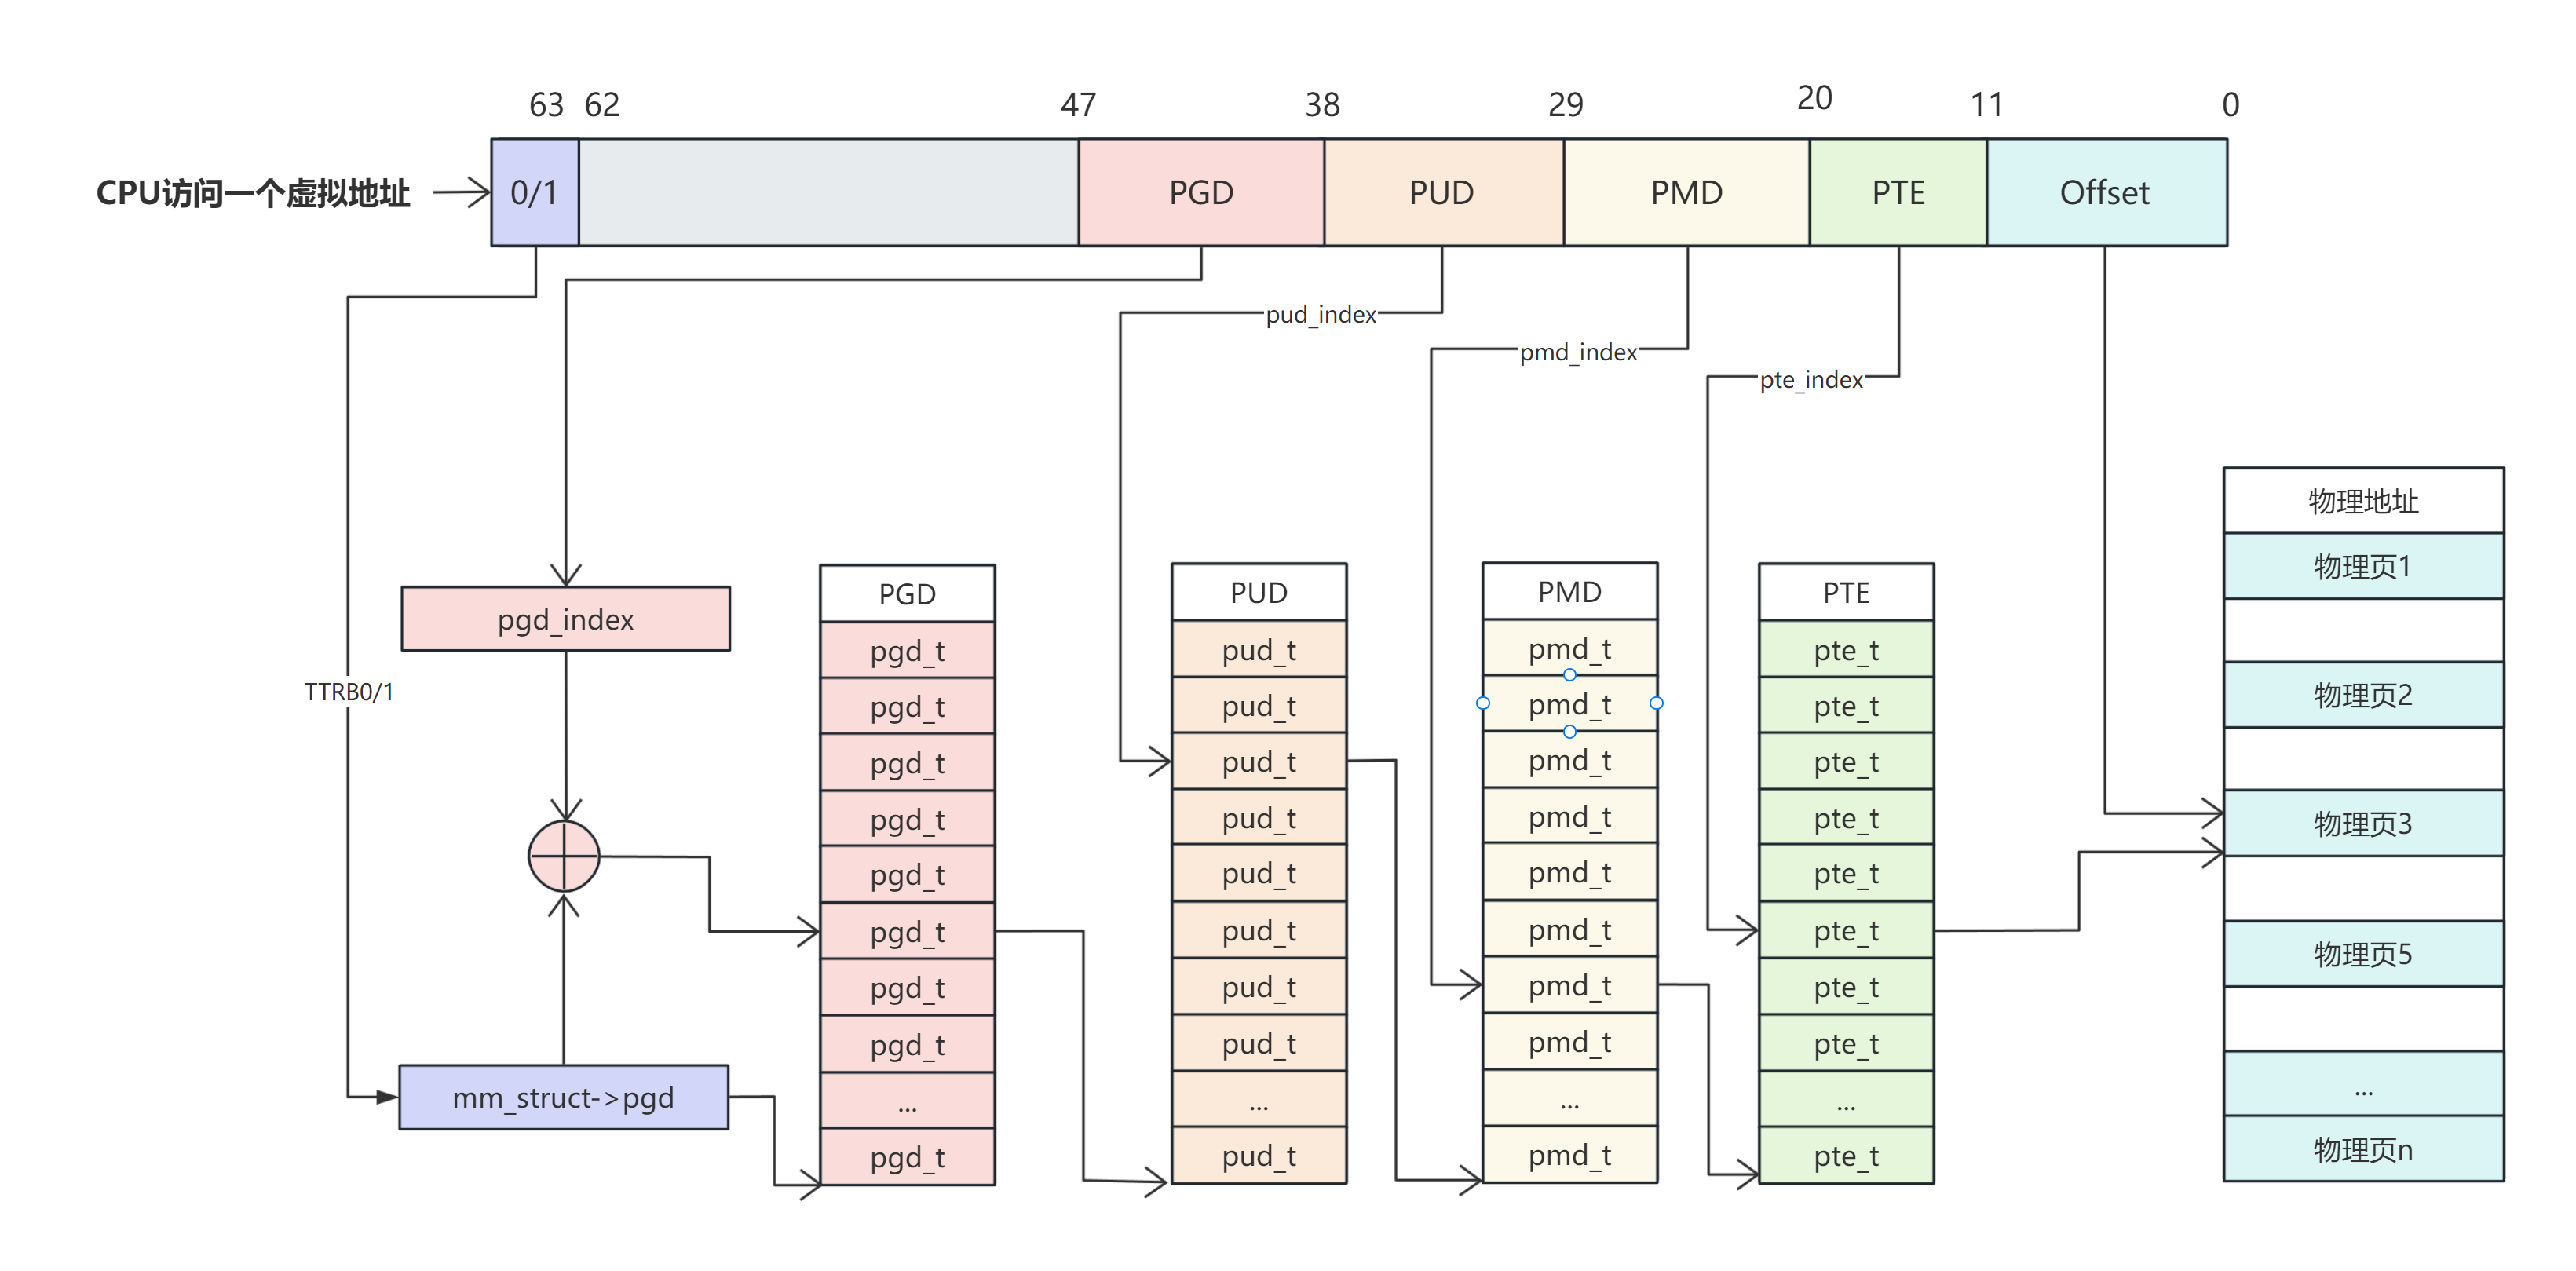 63 62 47 38 29 20 11 0
CPU访问一个虚拟地址
0/1
PGD
PUD
PMD
PTE
Offset
pud_index
pmd_index
pte_index
pgd_index
TTRB0/1
mm_struct->pgd
PGD
pgd_t
pgd_t
pgd_t
pgd_t
pgd_t
pgd_t
pgd_t
pgd_t
...
pgd_t
PUD
pud_t
pud_t
pud_t
pud_t
pud_t
pud_t
pud_t
pud_t
...
pud_t
PMD
pmd_t
pmd_t
pmd_t
pmd_t
pmd_t
pmd_t
pmd_t
pmd_t
...
pmd_t
PTE
pte_t
pte_t
pte_t
pte_t
pte_t
pte_t
pte_t
pte_t
...
pte_t
物理地址
物理页1
物理页2
物理页3
物理页5
...
物理页n